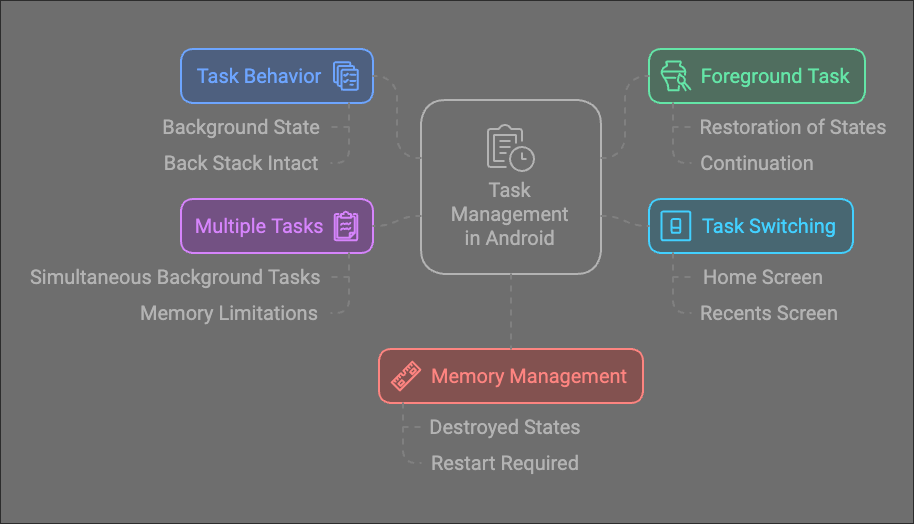 Task Behavior
Background State
Back Stack Intact
Multiple Tasks
Simultaneous Background Tasks
Memory Limitations
Task
Management
in Android
Foreground Task
Restoration of States
Continuation
Task Switching
Home Screen
Recents Screen
Memory Management
Destroyed States
Restart Required